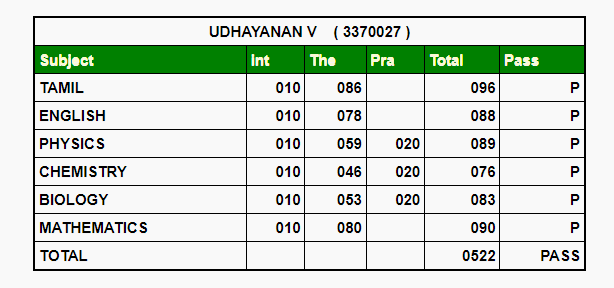 UDHAYANAN V ( 3370027 )
Subject Int The Pra Total Pass
TAMIL 010 086 096 P
ENGLISH 010 078 088 P
PHYSICS 010 059 020 089 P
CHEMISTRY 010 046 020 076 P
BIOLOGY 010 053 020 083 P
MATHEMATICS 010 080 090 P
TOTAL 0522 PASS